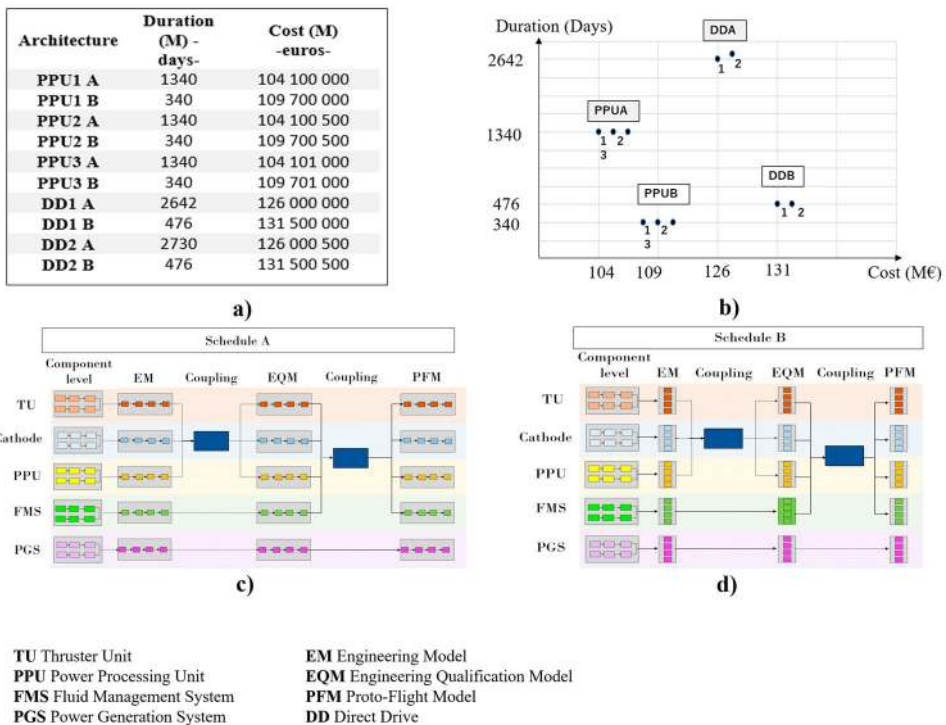 Architecture Duration (M) - days- Cost (M) -euros-
PPU1 A 1340 104 100 000
PPU1 B 340 109 700 000
PPU2 A 1340 104 100 500
PPU2 B 340 109 700 500
PPU3 A 1340 104 101 000
PPU3 B 340 109 701 000
DD1 A 2642 126 000 000
DD1 B 476 131 500 000
DD2 A 2730 126 000 500
DD2 B 476 131 500 500
a)
Duration (Days)
DDA
2642
1 2
PPUA
1340
1 2
3
DDB
PPUB
476
1 2
340
1 2
3
104 109 126 131
Cost (M€)
b)
Schedule A
Component level EM Coupling EQM Coupling PFM
TU
Cathode
PPU
FMS
PGS
c)
Schedule B
Component level EM Coupling EQM Coupling PFM
TU
Cathode
PPU
FMS
PGS
d)
TU Thruster Unit
PPU Power Processing Unit
FMS Fluid Management System
PGS Power Generation System
EM Engineering Model
EQM Engineering Qualification Model
PFM Proto-Flight Model
DD Direct Drive